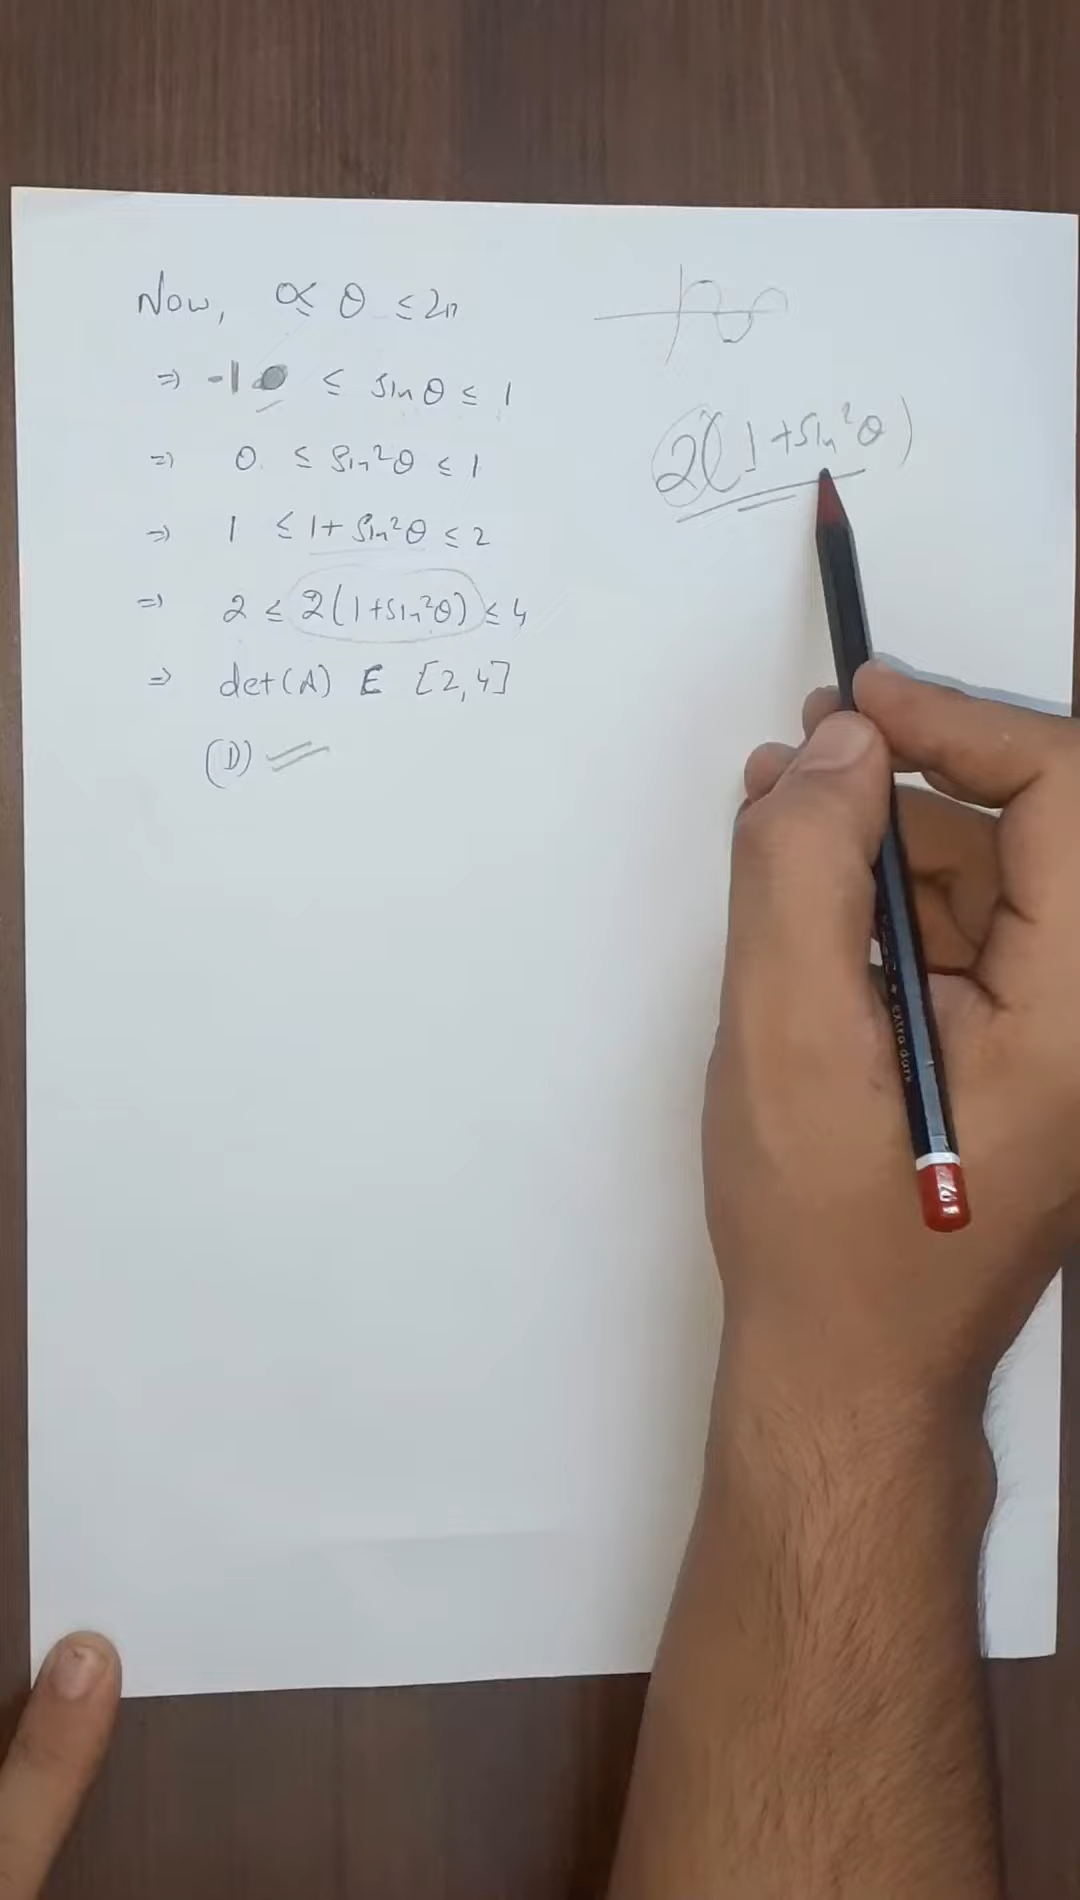 Now, 0 ≤ θ ≤ 2π
⇒ -1 ≤ sin θ ≤ 1
⇒ 0 ≤ sin²θ ≤ 1
⇒ 1 ≤ 1 + sin²θ ≤ 2
⇒ 2 ≤ 2(1 + sin²θ) ≤ 4
⇒ det(A) ∈ [2,4]
(D)
2(1 + sin²θ)
extra dark